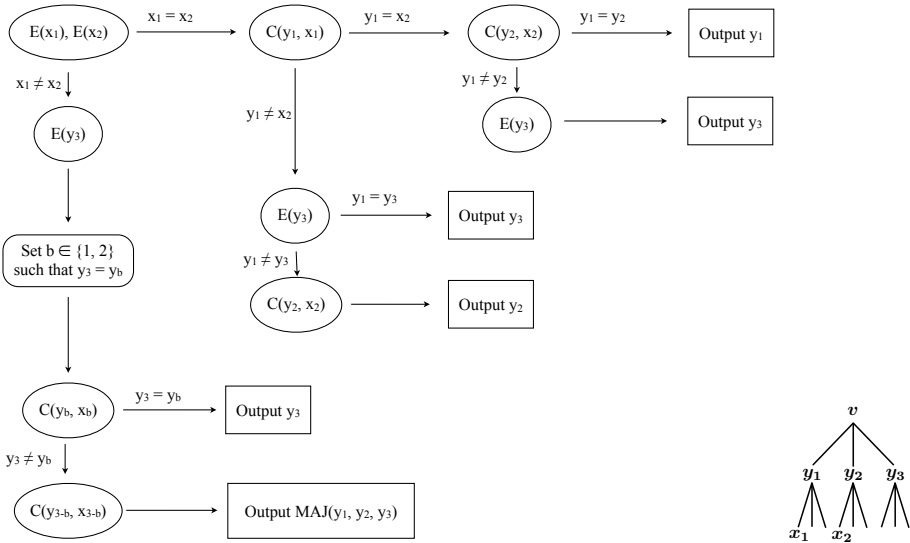 E(x₁), E(x₂)
x₁ = x₂
C(y₁, x₁)
y₁ = x₂
C(y₂, x₂)
y₁ = y₂
Output y₁
x₁ ≠ x₂
y₁ ≠ x₂
y₁ ≠ y₂
E(y₃)
E(y₃)
Output y₃
E(y₃)
y₁ = y₃
Output y₃
Set b ∈ {1, 2}
such that y₃ = y_b
y₁ ≠ y₃
C(y₂, x₂)
Output y₂
C(y_b, x_b)
y₃ = y_b
Output y₃
y₃ ≠ y_b
C(y₃₋b, x₃₋b)
Output MAJ(y₁, y₂, y₃)
v
y₁ y₂ y₃
x₁ x₂